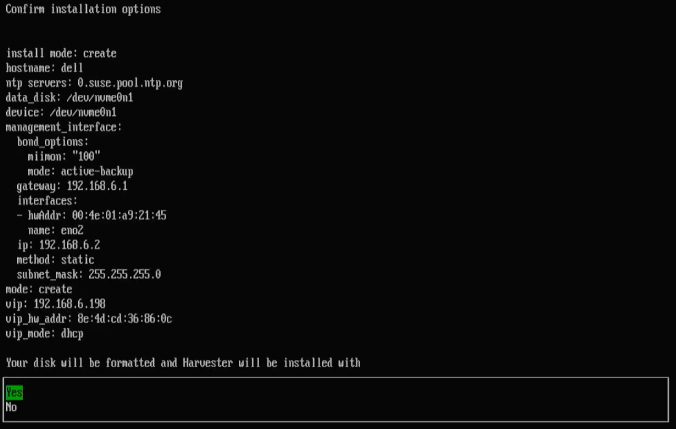 Confirm installation options
install mode: create
hostname: dell
ntp servers: 0.suse.pool.ntp.org
data_disk: /dev/nvme0n1
device: /dev/nvme0n1
management_interface:
bond_options:
miimon: "100"
mode: active-backup
gateway: 192.168.6.1
interfaces:
- hwAddr: 00:4e:01:a9:21:45
name: eno2
ip: 192.168.6.2
method: static
subnet_mask: 255.255.255.0
mode: create
vip: 192.168.6.198
vip_hw_addr: 8e:4d:cd:36:86:0c
vip_mode: dhcp
Your disk will be formatted and Harvester will be installed with
Yes
No